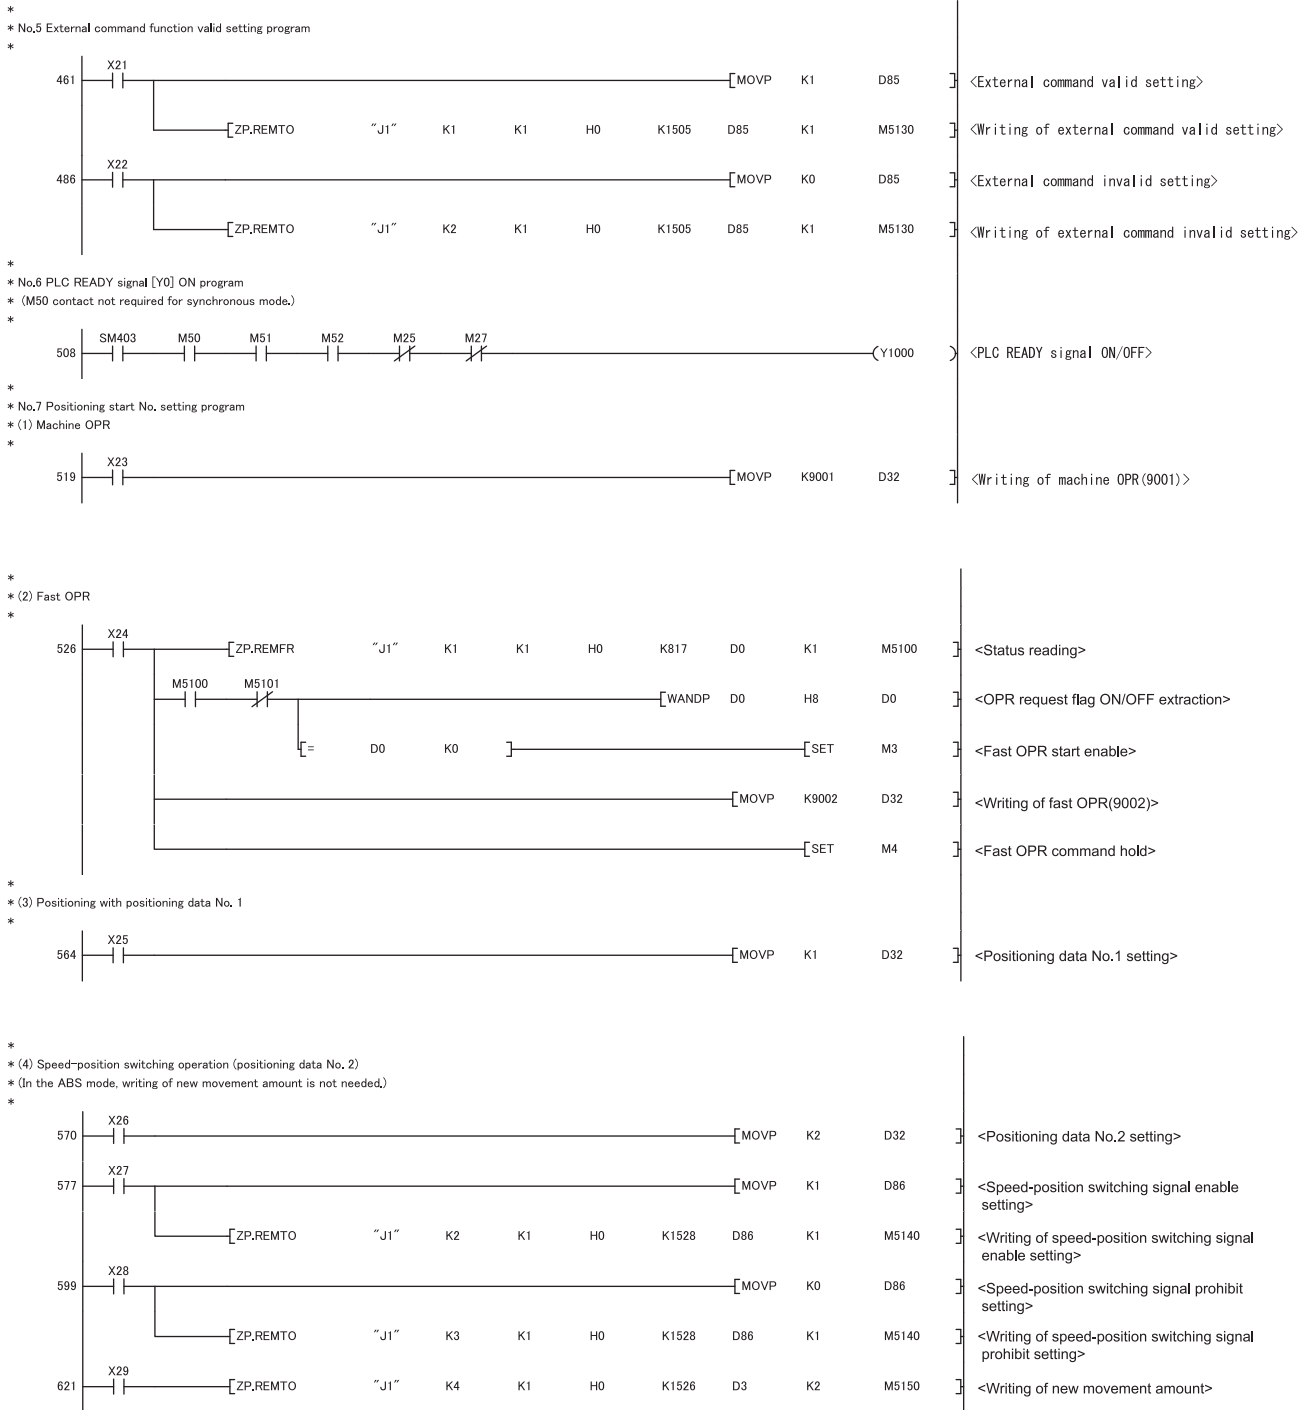 *
* No.5 External command function valid setting program
*
X21
461 MOVP K1 D85 <External command valid setting>
ZP.REMTO "J1" K1 K1 H0 K1505 D85 K1 M5130 <Writing of external command valid setting>
X22
486 MOVP K0 D85 <External command invalid setting>
ZP.REMTO "J1" K2 K1 H0 K1505 D85 K1 M5130 <Writing of external command invalid setting>
*
* No.6 PLC READY signal [Y0] ON program
* (M50 contact not required for synchronous mode.)
*
SM403 M50 M51 M52 M25 M27
508 Y1000 <PLC READY signal ON/OFF>
*
* No.7 Positioning start No. setting program
* (1) Machine OPR
*
X23
519 MOVP K9001 D32 <Writing of machine OPR(9001)>
*
* (2) Fast OPR
*
X24
526 ZP.REMFR "J1" K1 K1 H0 K817 D0 K1 M5100 <Status reading>
M5100 M5101
WANDP D0 H8 D0 <OPR request flag ON/OFF extraction>
= D0 K0 SET M3 <Fast OPR start enable>
MOVP K9002 D32 <Writing of fast OPR(9002)>
SET M4 <Fast OPR command hold>
*
* (3) Positioning with positioning data No. 1
*
X25
564 MOVP K1 D32 <Positioning data No.1 setting>
*
* (4) Speed-position switching operation (positioning data No. 2)
* (In the ABS mode, writing of new movement amount is not needed.)
*
X26
570 MOVP K2 D32 <Positioning data No.2 setting>
X27
577 MOVP K1 D86 <Speed-position switching signal enable
setting>
ZP.REMTO "J1" K2 K1 H0 K1528 D86 K1 M5140 <Writing of speed-position switching signal
enable setting>
X28
599 MOVP K0 D86 <Speed-position switching signal prohibit
setting>
ZP.REMTO "J1" K3 K1 H0 K1528 D86 K1 M5140 <Writing of speed-position switching signal
prohibit setting>
X29
621 ZP.REMTO "J1" K4 K1 H0 K1526 D3 K2 M5150 <Writing of new movement amount>